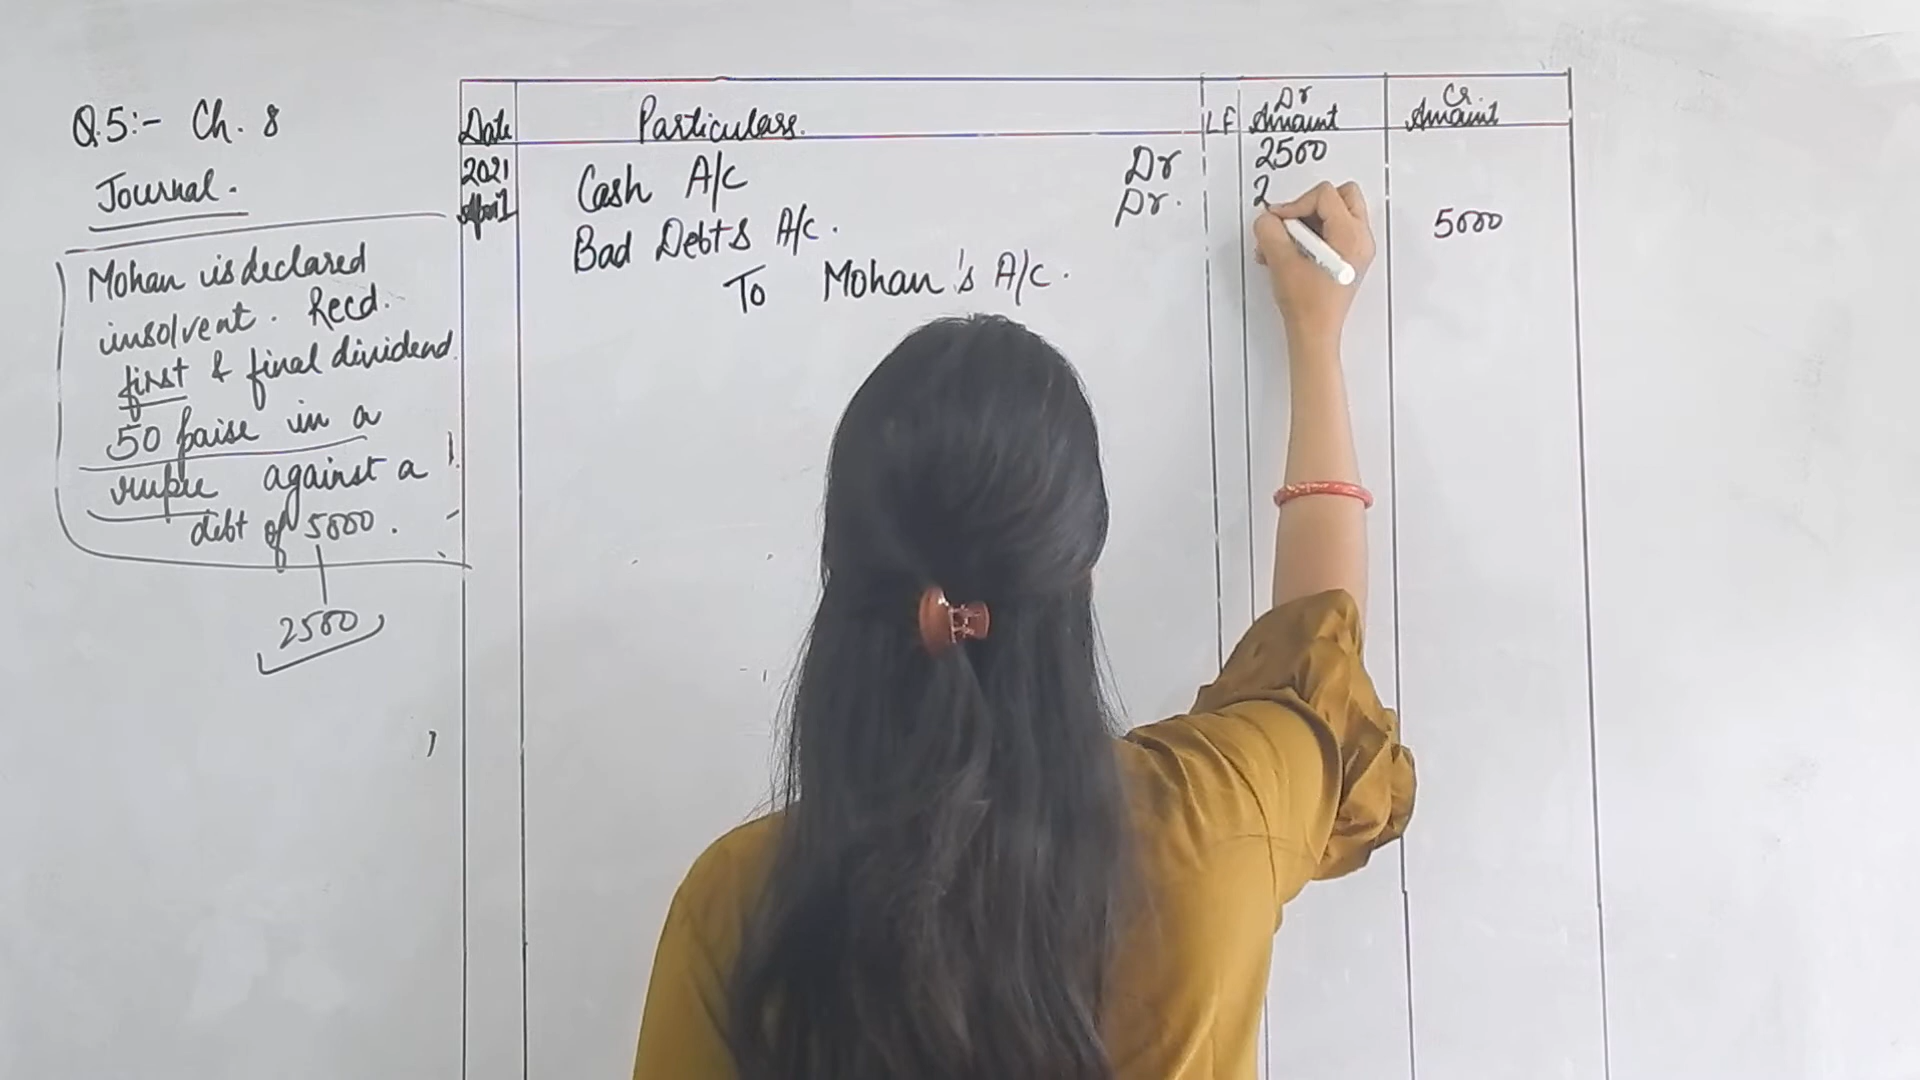 Q.5:- Ch. 8
Journal.
Mohan is declared
insolvent. Recd.
first & final dividend
50 paise in a
rupee against a
debt of 5000.
2500
Date Particulars. LF Dr Amount Cr. Amount
2021 Cash A/c Dr 2500
April Bad Debts A/c. Dr. 2
To Mohan's A/c. 5000